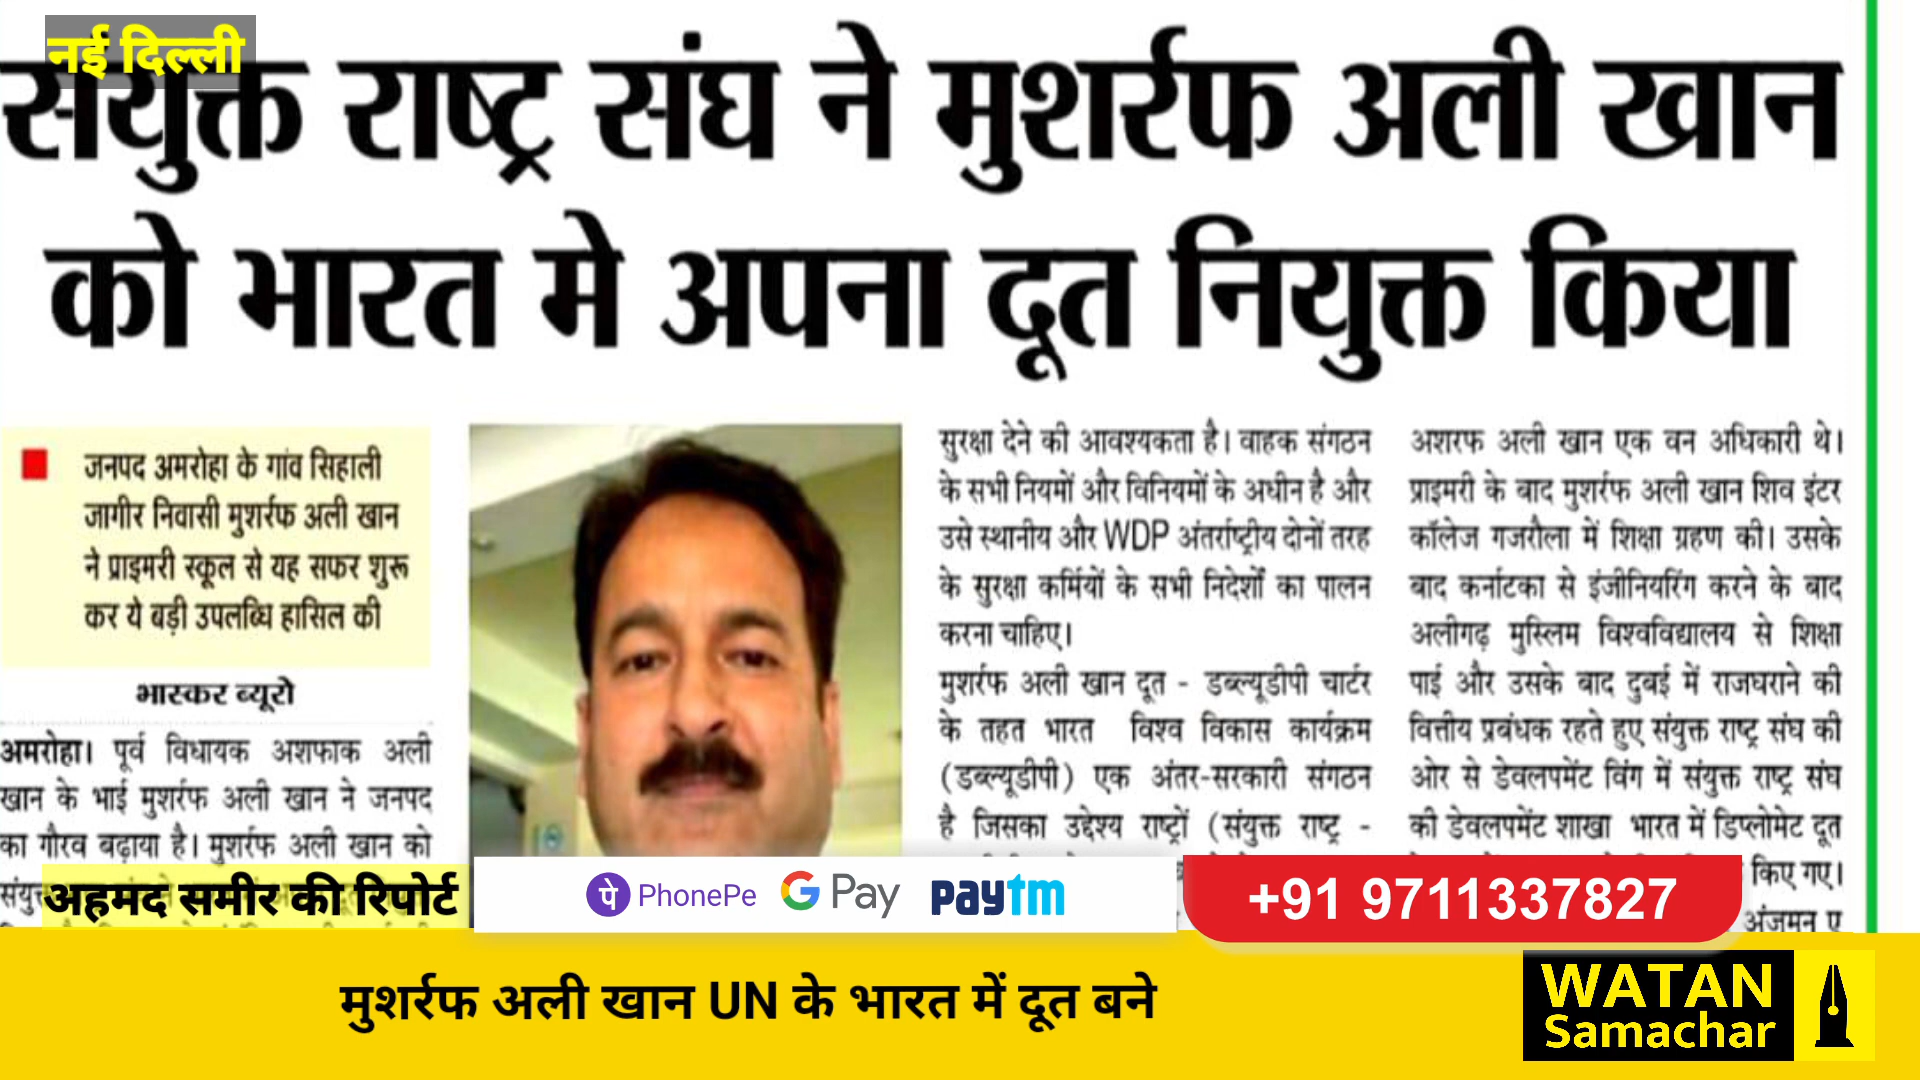 नई दिल्ली
संयुक्त राष्ट्र संघ ने मुशर्रफ अली खान
को भारत मे अपना दूत नियुक्त किया
जनपद अमरोहा के गांव सिहाली
जागीर निवासी मुशर्रफ अली खान
ने प्राइमरी स्कूल से यह सफर शुरू
कर ये बड़ी उपलब्धि हासिल की
भास्कर ब्यूरो
अमरोहा। पूर्व विधायक अशफाक अली
खान के भाई मुशर्रफ अली खान ने जनपद
का गौरव बढ़ाया है। मुशर्रफ अली खान को
संयुक्त
सुरक्षा देने की आवश्यकता है। वाहक संगठन
के सभी नियमों और विनियमों के अधीन है और
उसे स्थानीय और WDP अंतर्राष्ट्रीय दोनों तरह
के सुरक्षा कर्मियों के सभी निदेर्शों का पालन
करना चाहिए।
मुशर्रफ अली खान दूत - डब्ल्यूडीपी चार्टर
के तहत भारत विश्व विकास कार्यक्रम
(डब्ल्यूडीपी) एक अंतर-सरकारी संगठन
है जिसका उद्देश्य राष्ट्रों (संयुक्त राष्ट्र -
अशरफ अली खान एक वन अधिकारी थे।
प्राइमरी के बाद मुशर्रफ अली खान शिव इंटर
कॉलेज गजरौला में शिक्षा ग्रहण की। उसके
बाद कर्नाटका से इंजीनियरिंग करने के बाद
अलीगढ़ मुस्लिम विश्वविद्यालय से शिक्षा
पाई और उसके बाद दुबई में राजघराने की
वित्तीय प्रबंधक रहते हुए संयुक्त राष्ट्र संघ की
ओर से डेवलपमेंट विंग में संयुक्त राष्ट्र संघ
की डेवलपमेंट शाखा भारत में डिप्लोमेट दूत
किए गए।
अंजुमन ए
अहमद समीर की रिपोर्ट
पे PhonePe G Pay paytm
+91 9711337827
मुशर्रफ अली खान UN के भारत में दूत बने
WATAN
Samachar